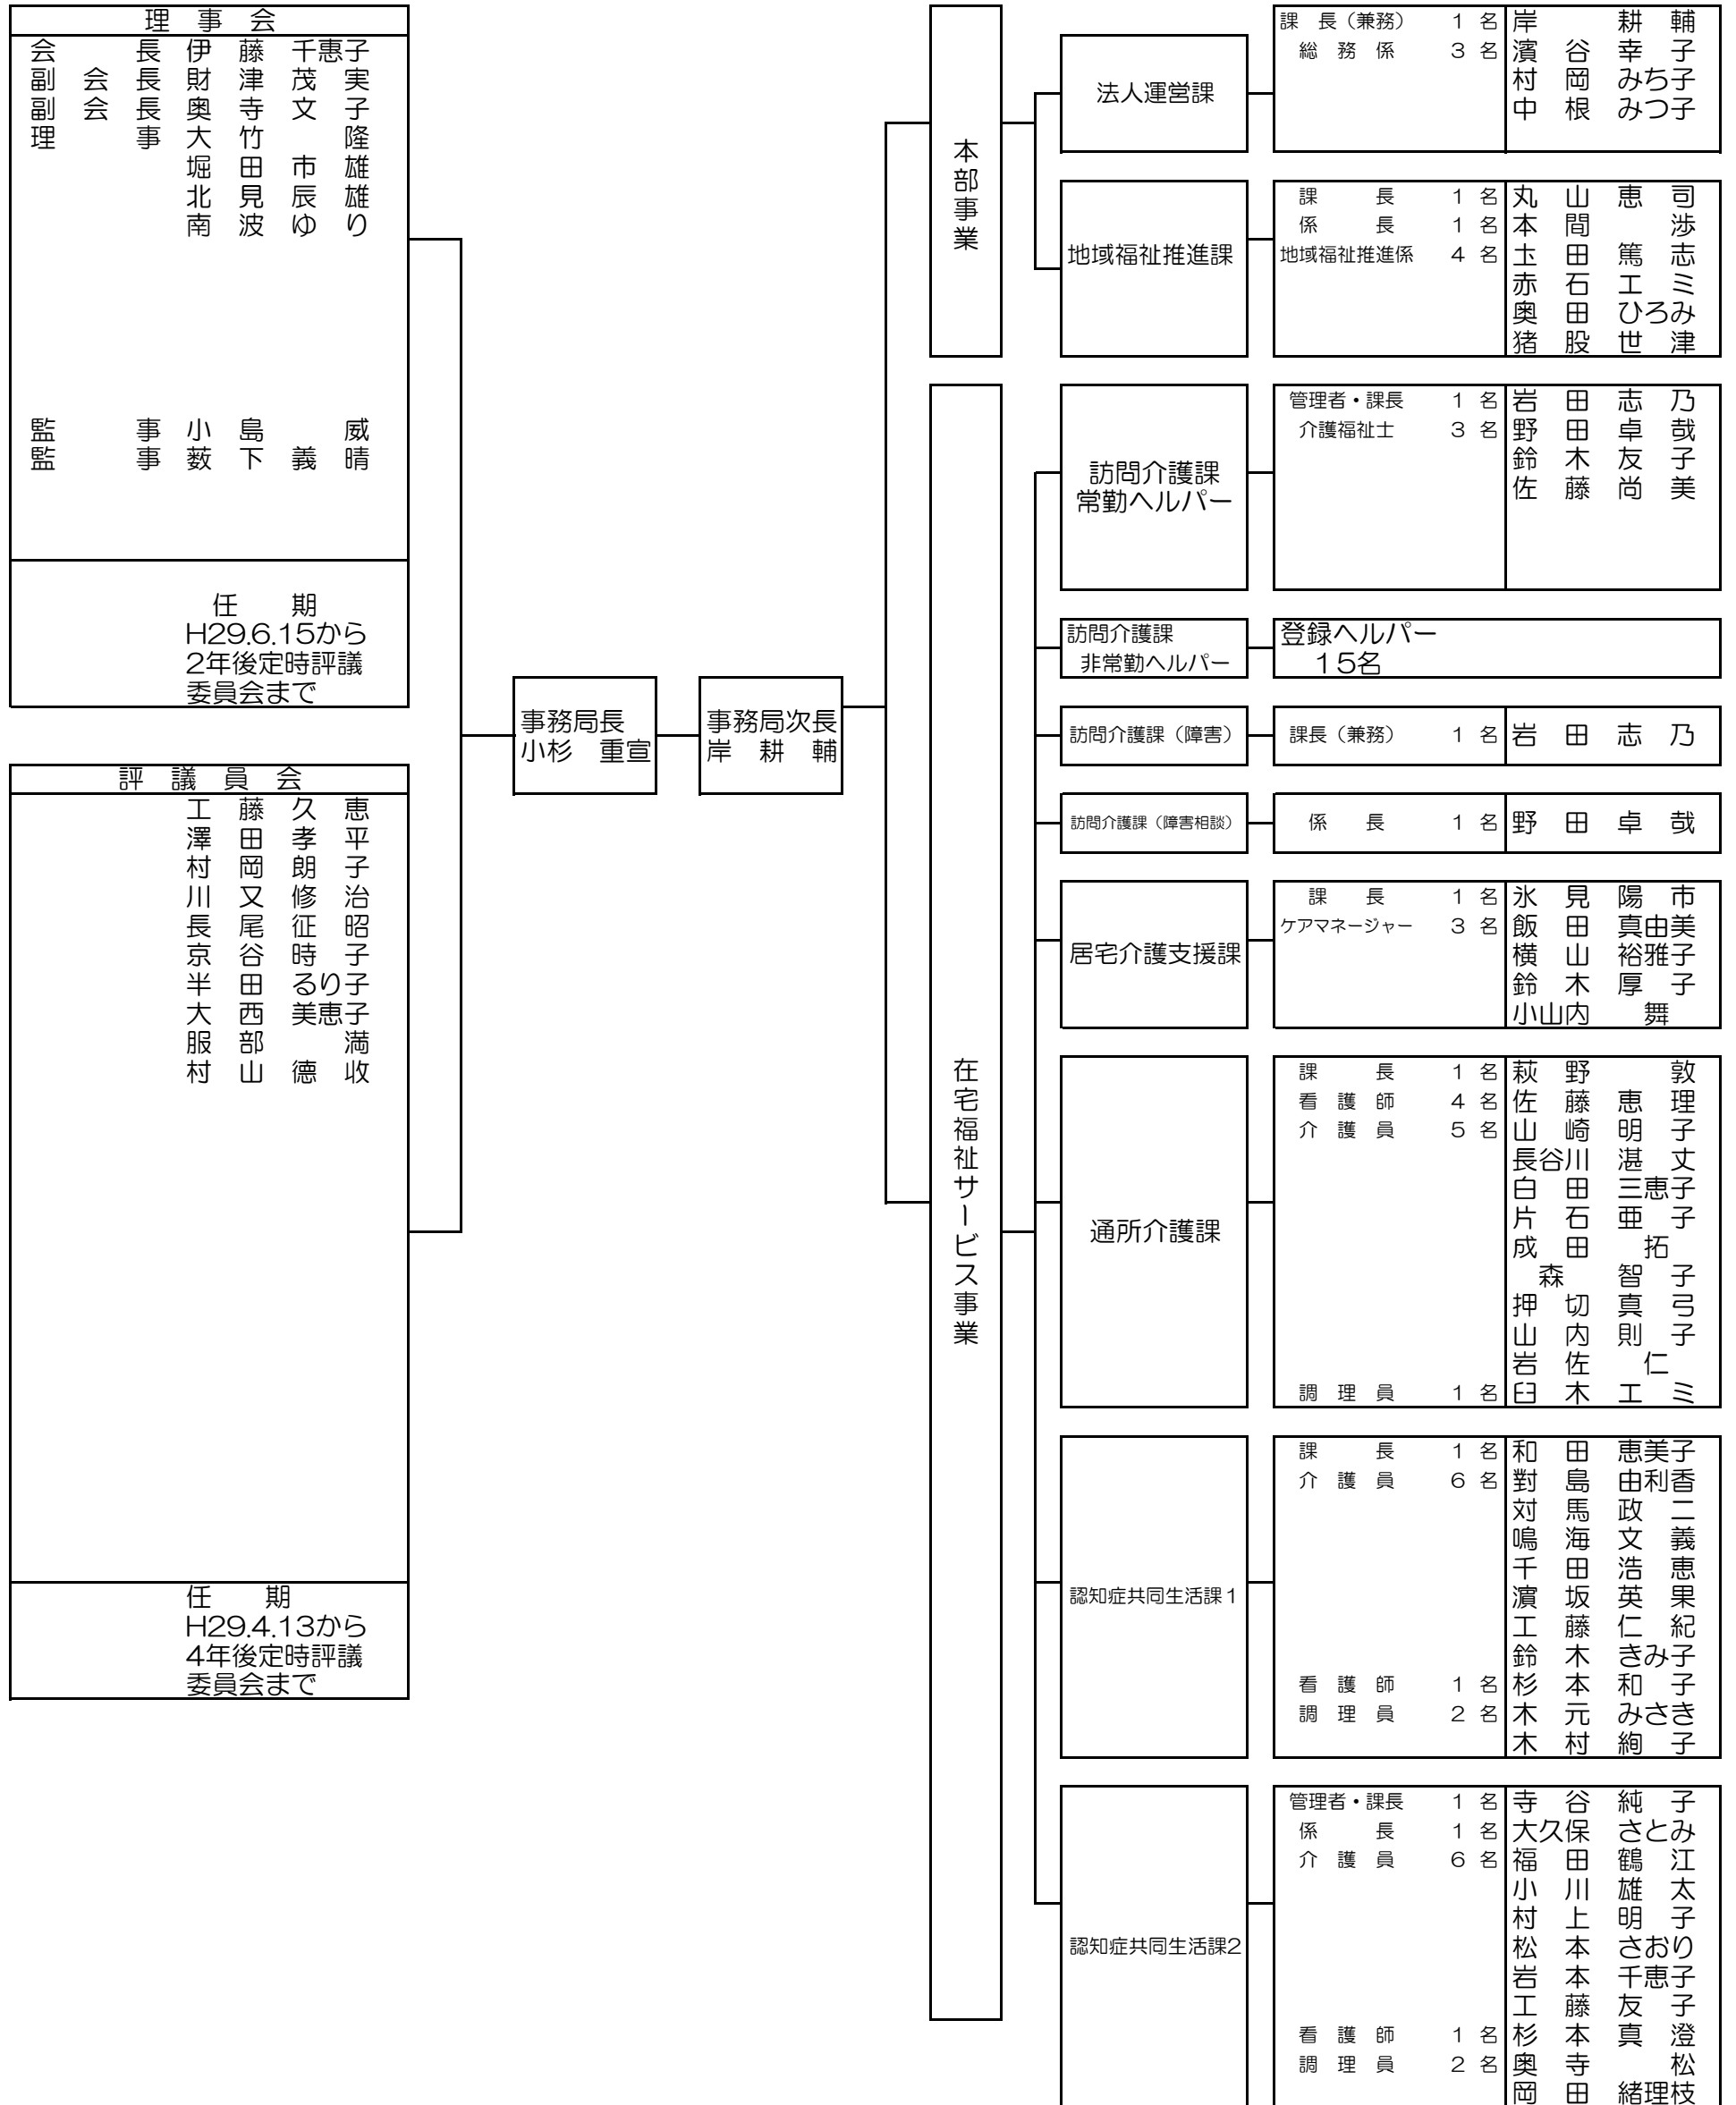 理事会
会長 伊藤千惠子
副会長 財津茂実
副会長 奥寺文子
理事 大竹隆
堀田市雄
北見辰雄
南波ゆり
監事 小島威
監事 薮下義晴
任期
H29.6.15から
2年後定時評議
委員会まで
評議員会
工藤久恵
澤田孝平
村岡朗子
川又修治
長尾征昭
京谷時子
半田るり子
大西美恵子
服部満
村山德收
任期
H29.4.13から
4年後定時評議
委員会まで
事務局長
小杉 重宣
事務局次長
岸 耕 輔
本部事業
法人運営課
課長（兼務） 1名 岸耕輔
総務係 3名 濱谷幸子
村岡みち子
中根みつ子
地域福祉推進課
課長 1名 丸山恵司
係長 1名 本間渉
地域福祉推進係 4名 圡田篤志
赤石エミ
奥田ひろみ
猪股世津
在宅福祉サービス事業
訪問介護課
常勤ヘルパー
管理者・課長 1名 岩田志乃
介護福祉士 3名 野田卓哉
鈴木友子
佐藤尚美
訪問介護課
非常勤ヘルパー
登録ヘルパー
15名
訪問介護課（障害）
課長（兼務） 1名 岩田志乃
訪問介護課（障害相談）
係長 1名 野田卓哉
居宅介護支援課
課長 1名 氷見陽市
ケアマネージャー 3名 飯田真由美
横山裕雅子
鈴木厚子
小山内舞
通所介護課
課長 1名 萩野敦
看護師 4名 佐藤恵理
介護員 5名 山崎明子
長谷川湛丈
白田三恵子
片石亜子
成田拓
森智子
押切真弓
山内則子
岩佐仁
調理員 1名 臼木エミ
認知症共同生活課1
課長 1名 和田恵美子
介護員 6名 對島由利香
対馬政二
鳴海文義
千田浩恵
濱坂英果
工藤仁紀
鈴木きみ子
看護師 1名 杉本和子
調理員 2名 木元みさき
木村絢子
認知症共同生活課2
管理者・課長 1名 寺谷純子
係長 1名 大久保さとみ
介護員 6名 福田鶴江
小川雄太
村上明子
松本さおり
岩本千恵子
工藤友子
看護師 1名 杉本真澄
調理員 2名 奥寺松
岡田緒理枝